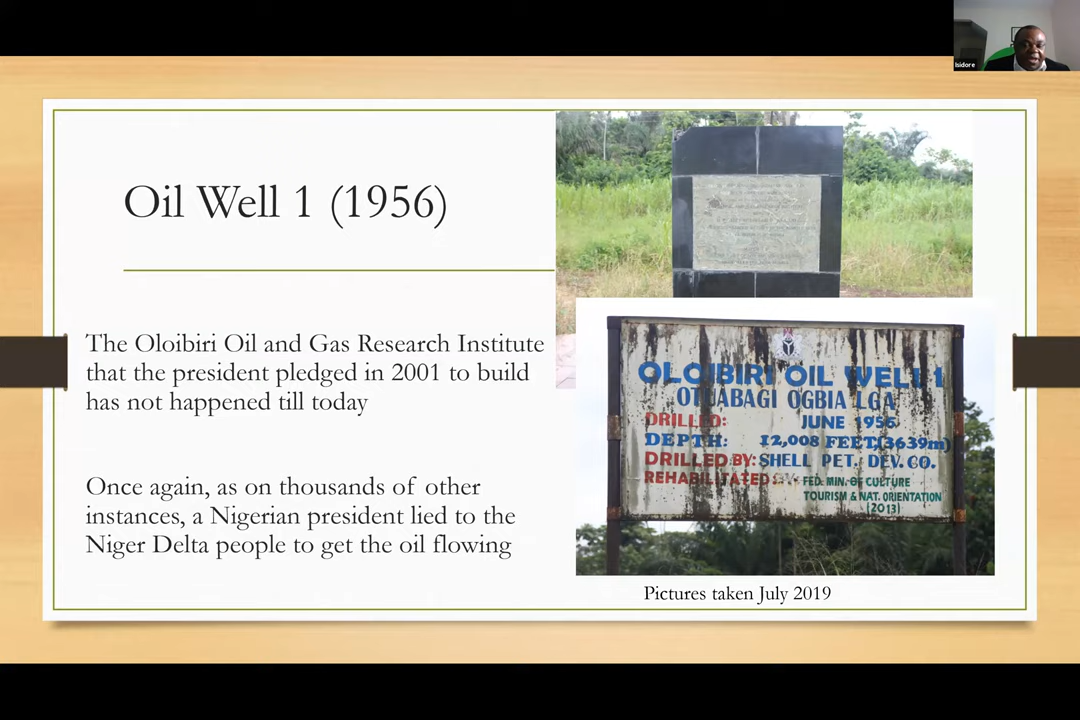 Isidore
Oil Well 1 (1956)
The Oloibiri Oil and Gas Research Institute
that the president pledged in 2001 to build
has not happened till today
Once again, as on thousands of other
instances, a Nigerian president lied to the
Niger Delta people to get the oil flowing
OLOIBIRI OIL WELL 1
OTUABAGI OGBIA LGA
DRILLED: JUNE 1956
DEPTH: 12,008 FEET,(3639m)
DRILLED BY: SHELL PET. DEV. CO.
REHABILITATED BY: FED. MIN. OF CULTURE
TOURISM & NAT. ORIENTATION
(2013)
Pictures taken July 2019